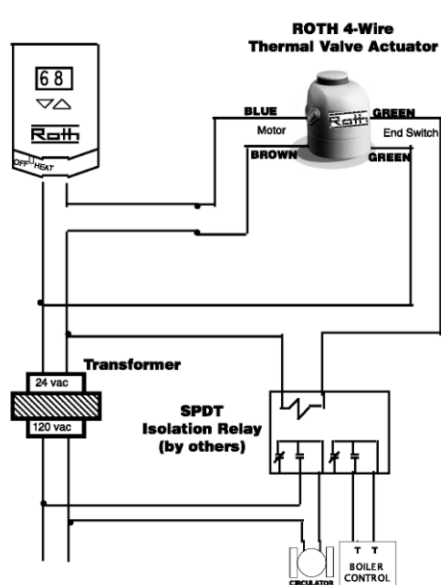 ROTH 4-Wire
Thermal Valve Actuator
68
Roth
OFF HEAT
BLUE
GREEN
Motor
Roth
End Switch
BROWN
GREEN
Transformer
24 vac
120 vac
SPDT
Isolation Relay
(by others)
CIRCULATOR
T T
BOILER
CONTROL